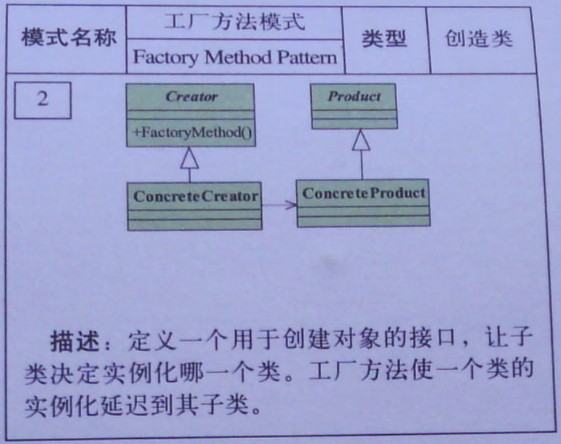 模式名称
工厂方法模式
Factory Method Pattern
类型
创造类
2
Creator
+FactoryMethod()
Product
ConcreteCreator
ConcreteProduct
描述：定义一个用于创建对象的接口，让子
类决定实例化哪一个类。工厂方法使一个类的
实例化延迟到其子类。